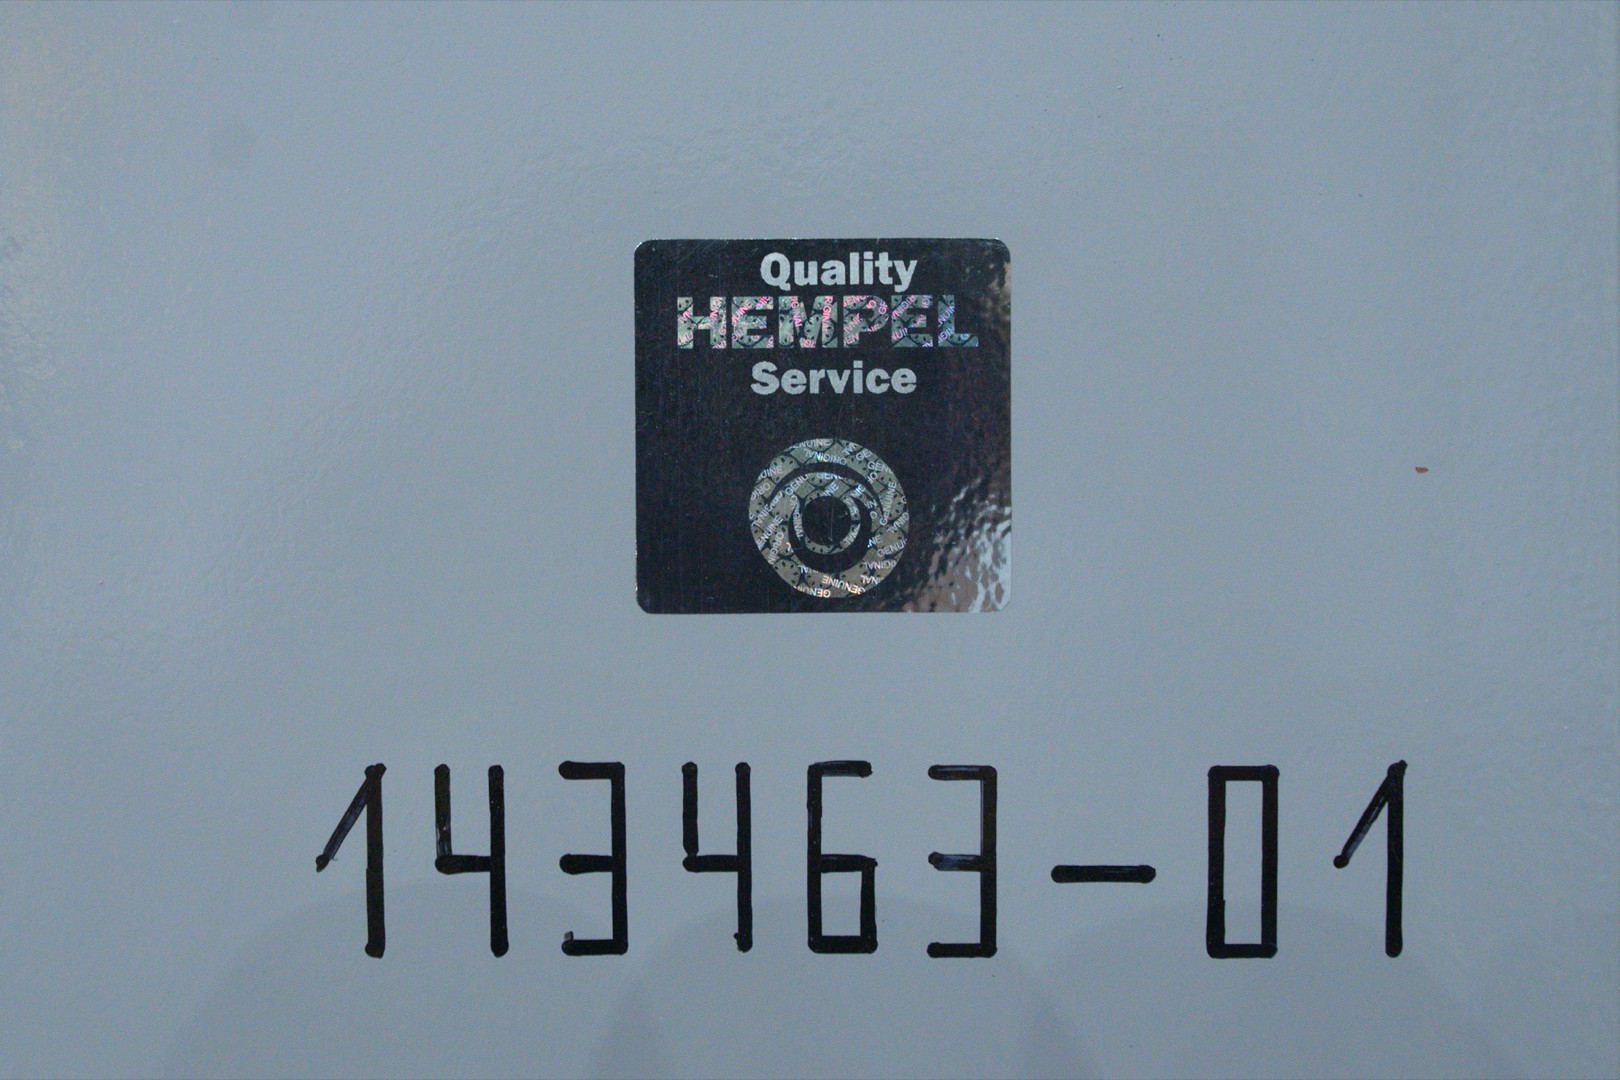 Quality
HEMPEL
Service
143463-01